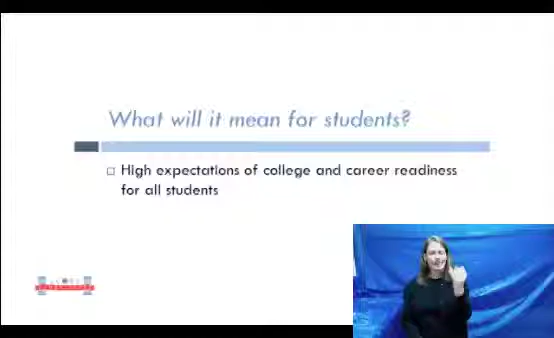 What will it mean for students?
High expectations of college and career readiness
for all students